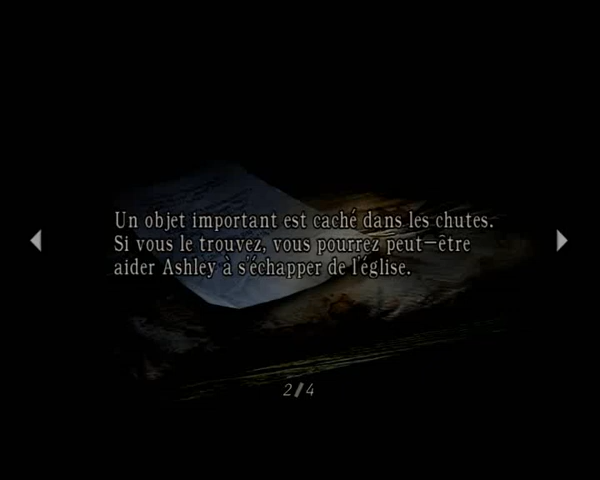 Un objet important est caché dans les chutes.
Si vous le trouvez, vous pourrez peut—être
aider Ashley à s'échapper de l'église.
2/4